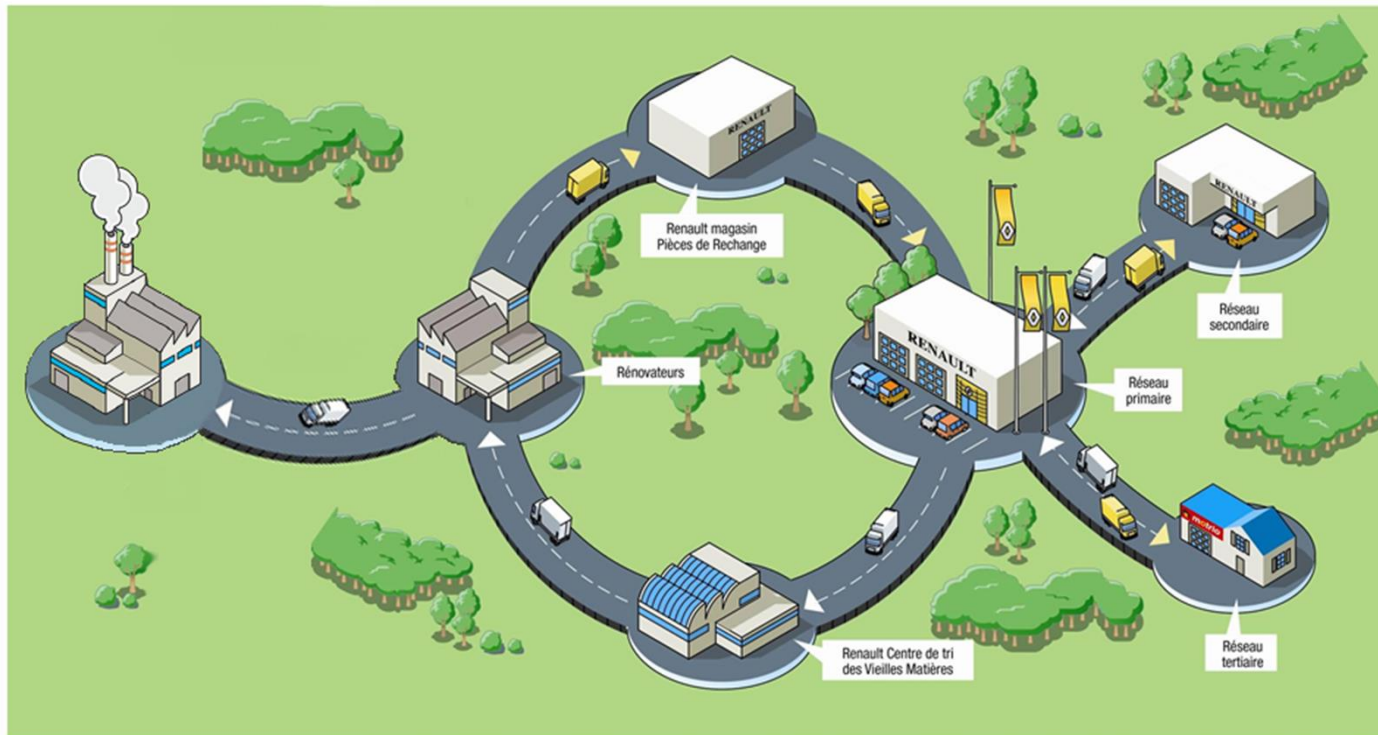 RENAULT
Renault magasin
Pièces de Rechange
RENAULT
Réseau
secondaire
Rénovateurs
RENAULT
Réseau
primaire
motrio
Renault Centre de tri
des Vieilles Matières
Réseau
tertiaire